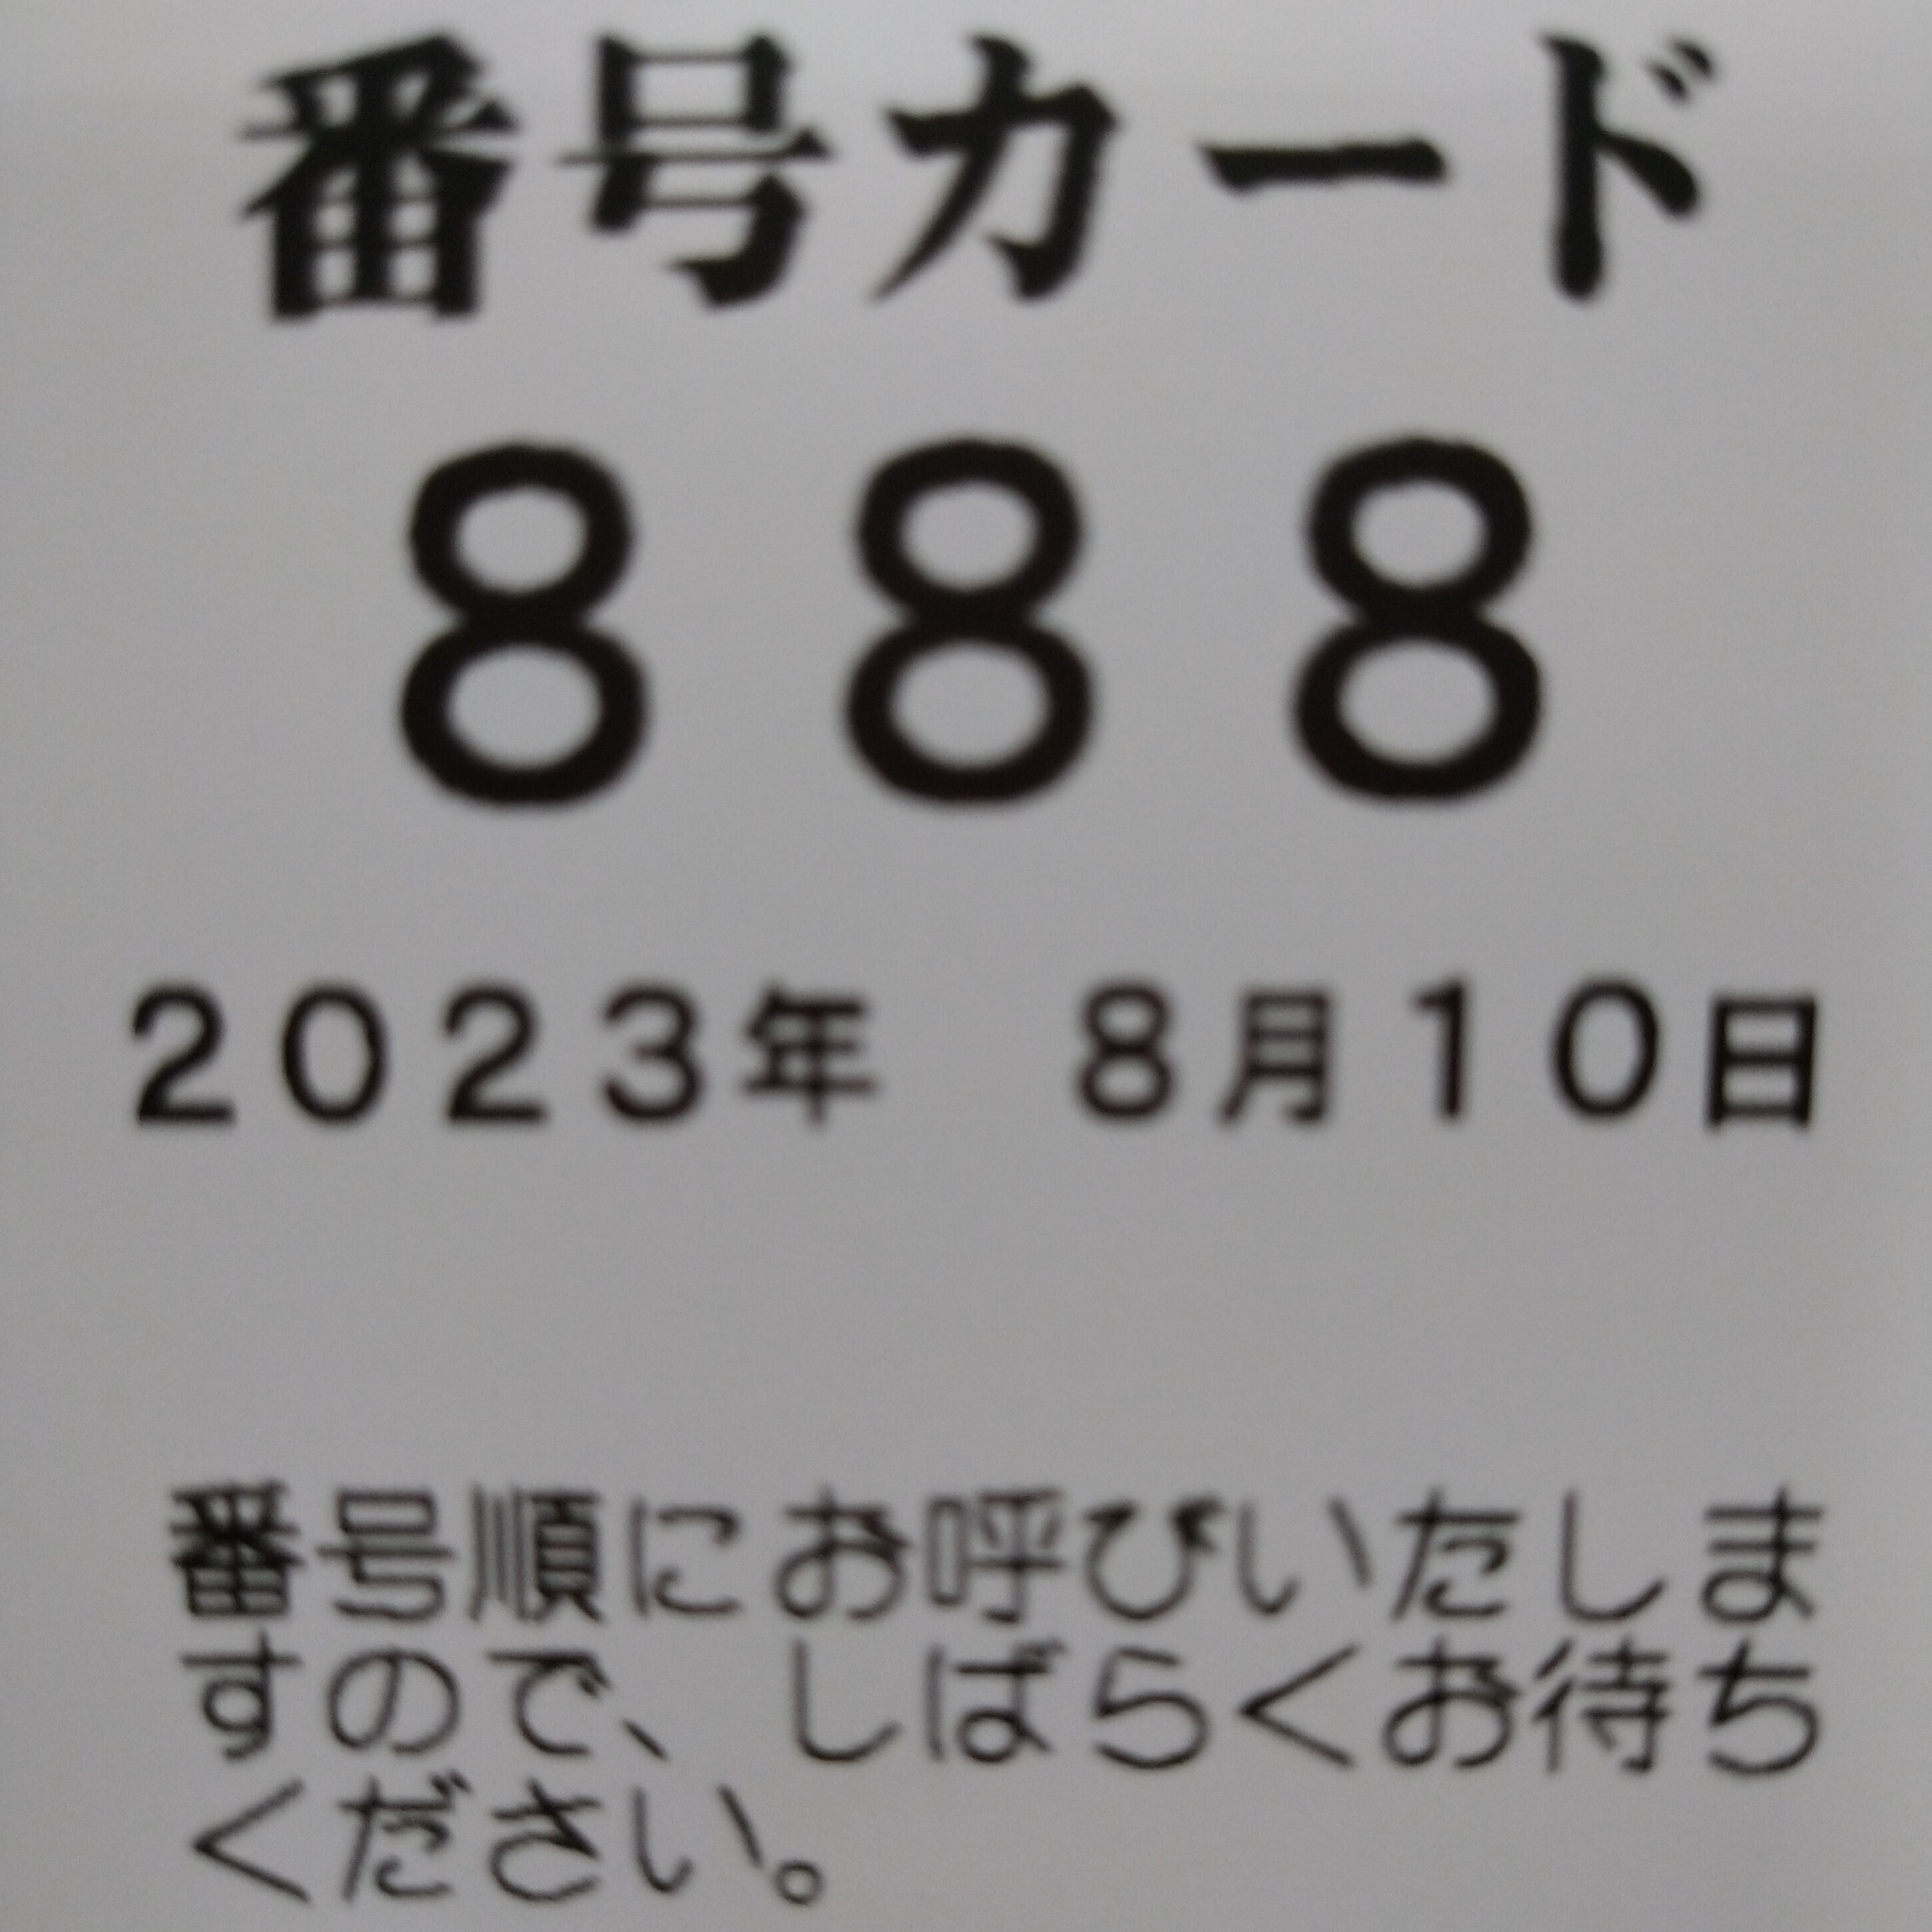 番号カード
８８８
２０２３年　８月１０日
番号順にお呼びいたしま
すので、しばらくお待ち
ください。